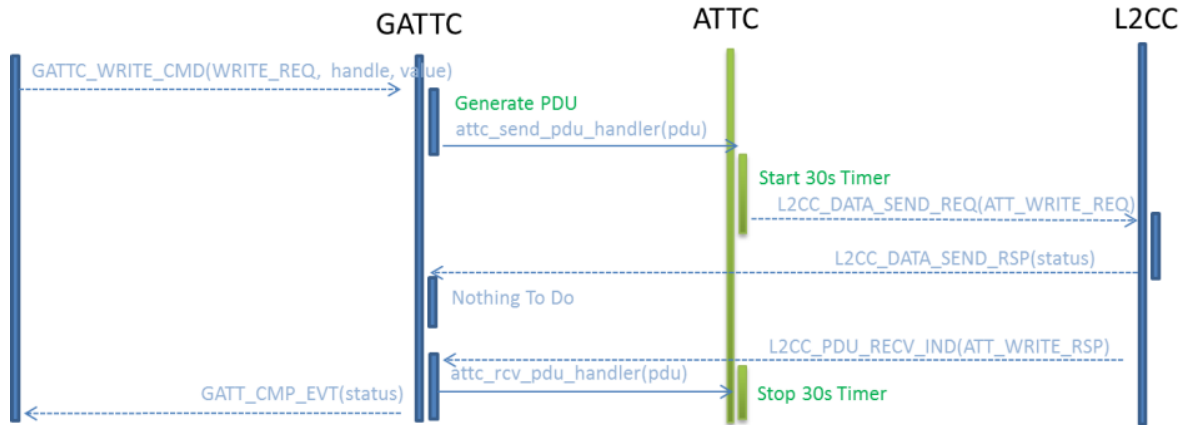 GATTC
ATTC
L2CC
GATTC_WRITE_CMD(WRITE_REQ, handle, value)
Generate PDU
attc_send_pdu_handler(pdu)
Start 30s Timer
L2CC_DATA_SEND_REQ(ATT_WRITE_REQ)
L2CC_DATA_SEND_RSP(status)
Nothing To Do
L2CC_PDU_RECV_IND(ATT_WRITE_RSP)
attc_rcv_pdu_handler(pdu)
GATT_CMP_EVT(status)
Stop 30s Timer